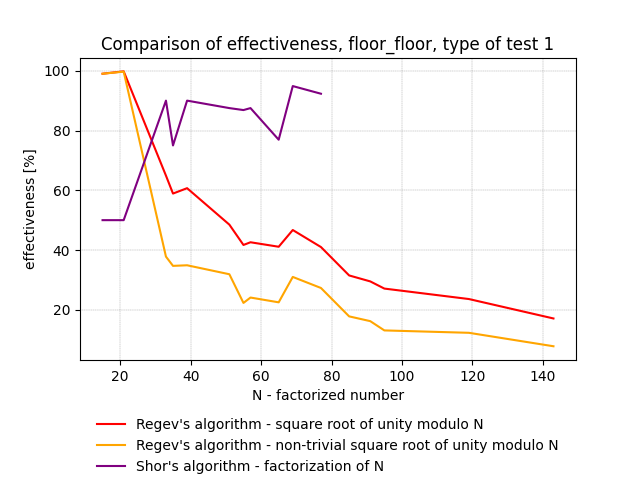 Comparison of effectiveness, floor_floor, type of test 1
100
80
60
40
20
effectiveness [%]
20 40 60 80 100 120 140
N - factorized number
Regev's algorithm - square root of unity modulo N
Regev's algorithm - non-trivial square root of unity modulo N
Shor's algorithm - factorization of N